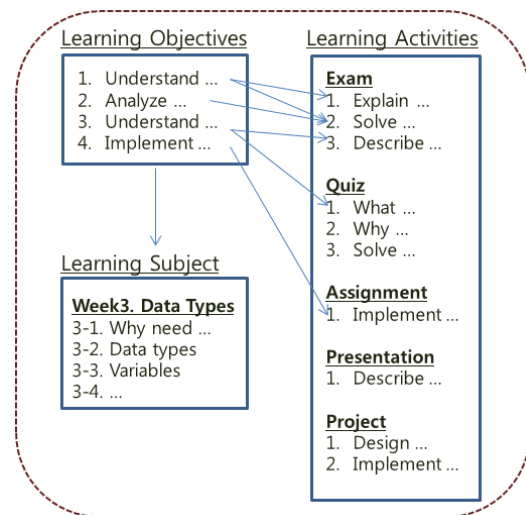 Learning Objectives
1. Understand ...
2. Analyze ...
3. Understand ...
4. Implement ...
Learning Subject
Week3. Data Types
3-1. Why need ...
3-2. Data types
3-3. Variables
3-4. ...
Learning Activities
Exam
1. Explain ...
2. Solve ...
3. Describe ...
Quiz
1. What ...
2. Why ...
3. Solve ...
Assignment
1. Implement ...
Presentation
1. Describe ...
Project
1. Design ...
2. Implement ...